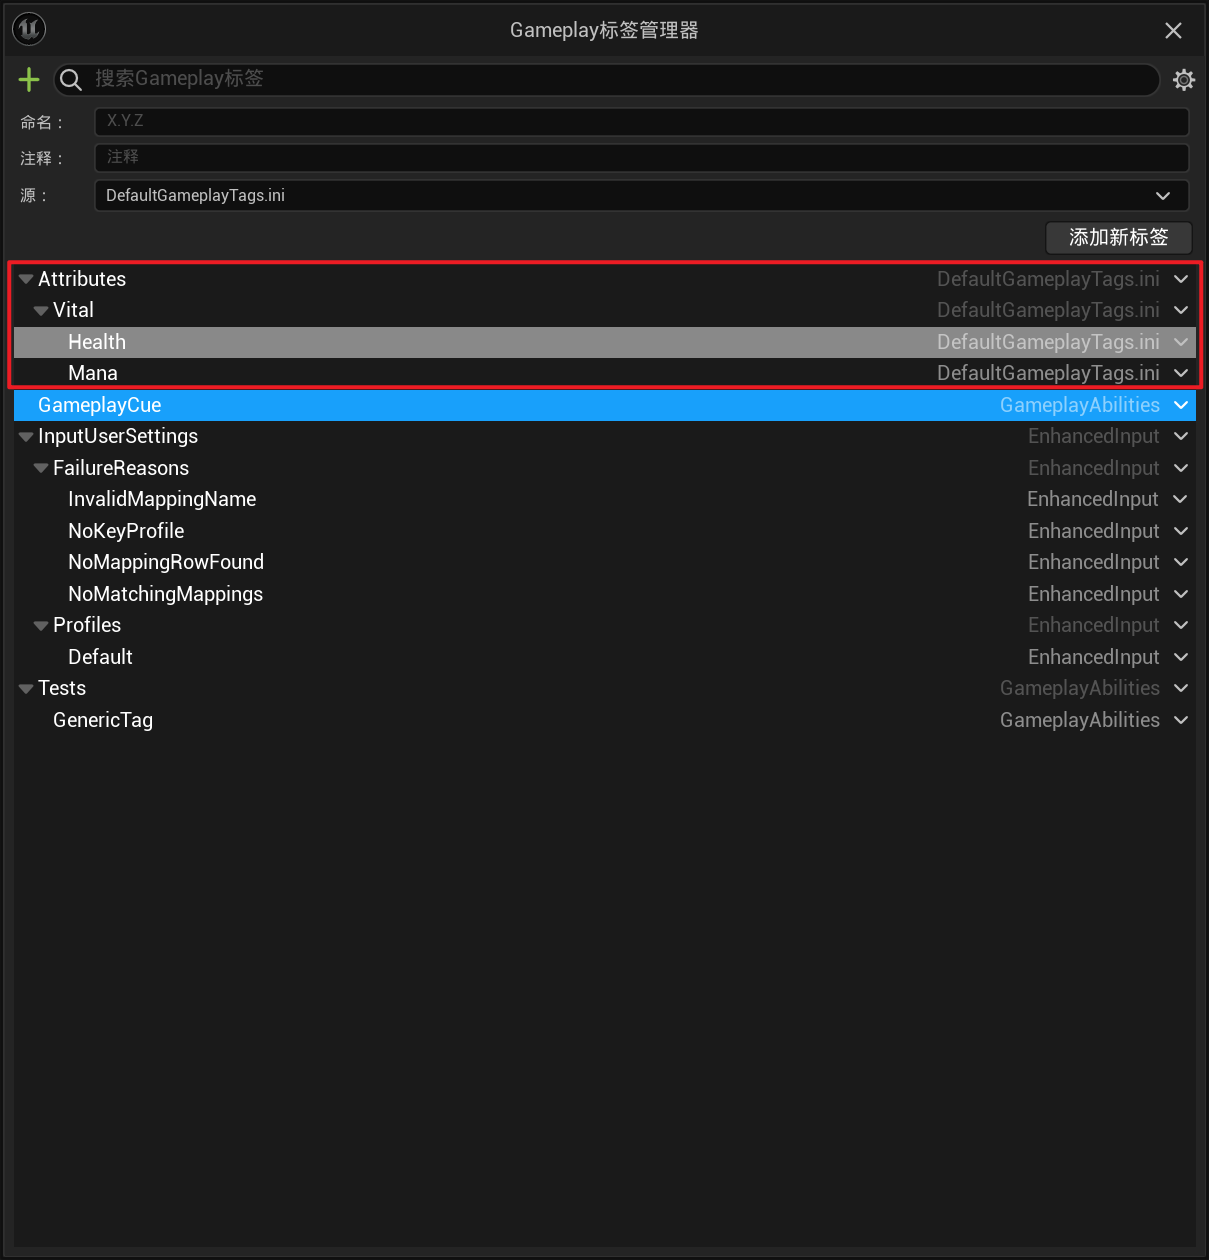 Gameplay标签管理器
搜索Gameplay标签
命名：
X.Y.Z
注释：
注释
源：
DefaultGameplayTags.ini
添加新标签
Attributes DefaultGameplayTags.ini
Vital DefaultGameplayTags.ini
Health DefaultGameplayTags.ini
Mana DefaultGameplayTags.ini
GameplayCue GameplayAbilities
InputUserSettings EnhancedInput
FailureReasons EnhancedInput
InvalidMappingName EnhancedInput
NoKeyProfile EnhancedInput
NoMappingRowFound EnhancedInput
NoMatchingMappings EnhancedInput
Profiles EnhancedInput
Default EnhancedInput
Tests GameplayAbilities
GenericTag GameplayAbilities